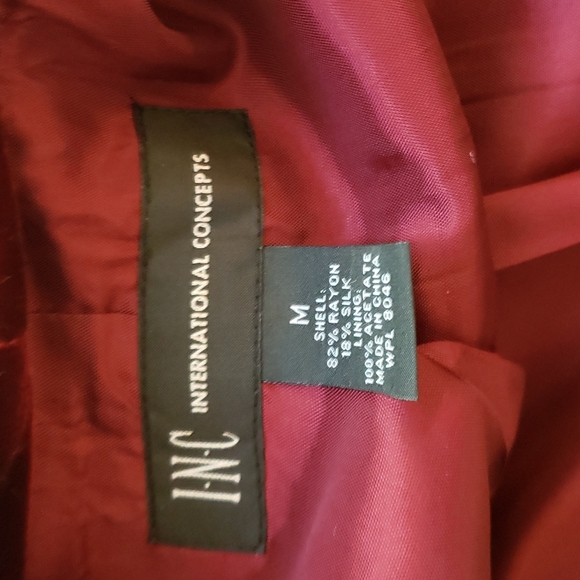 I·N·C INTERNATIONAL CONCEPTS
M
SHELL:
82% RAYON
18% SILK
LINING:
100% ACETATE
MADE IN CHINA
WPL 8046